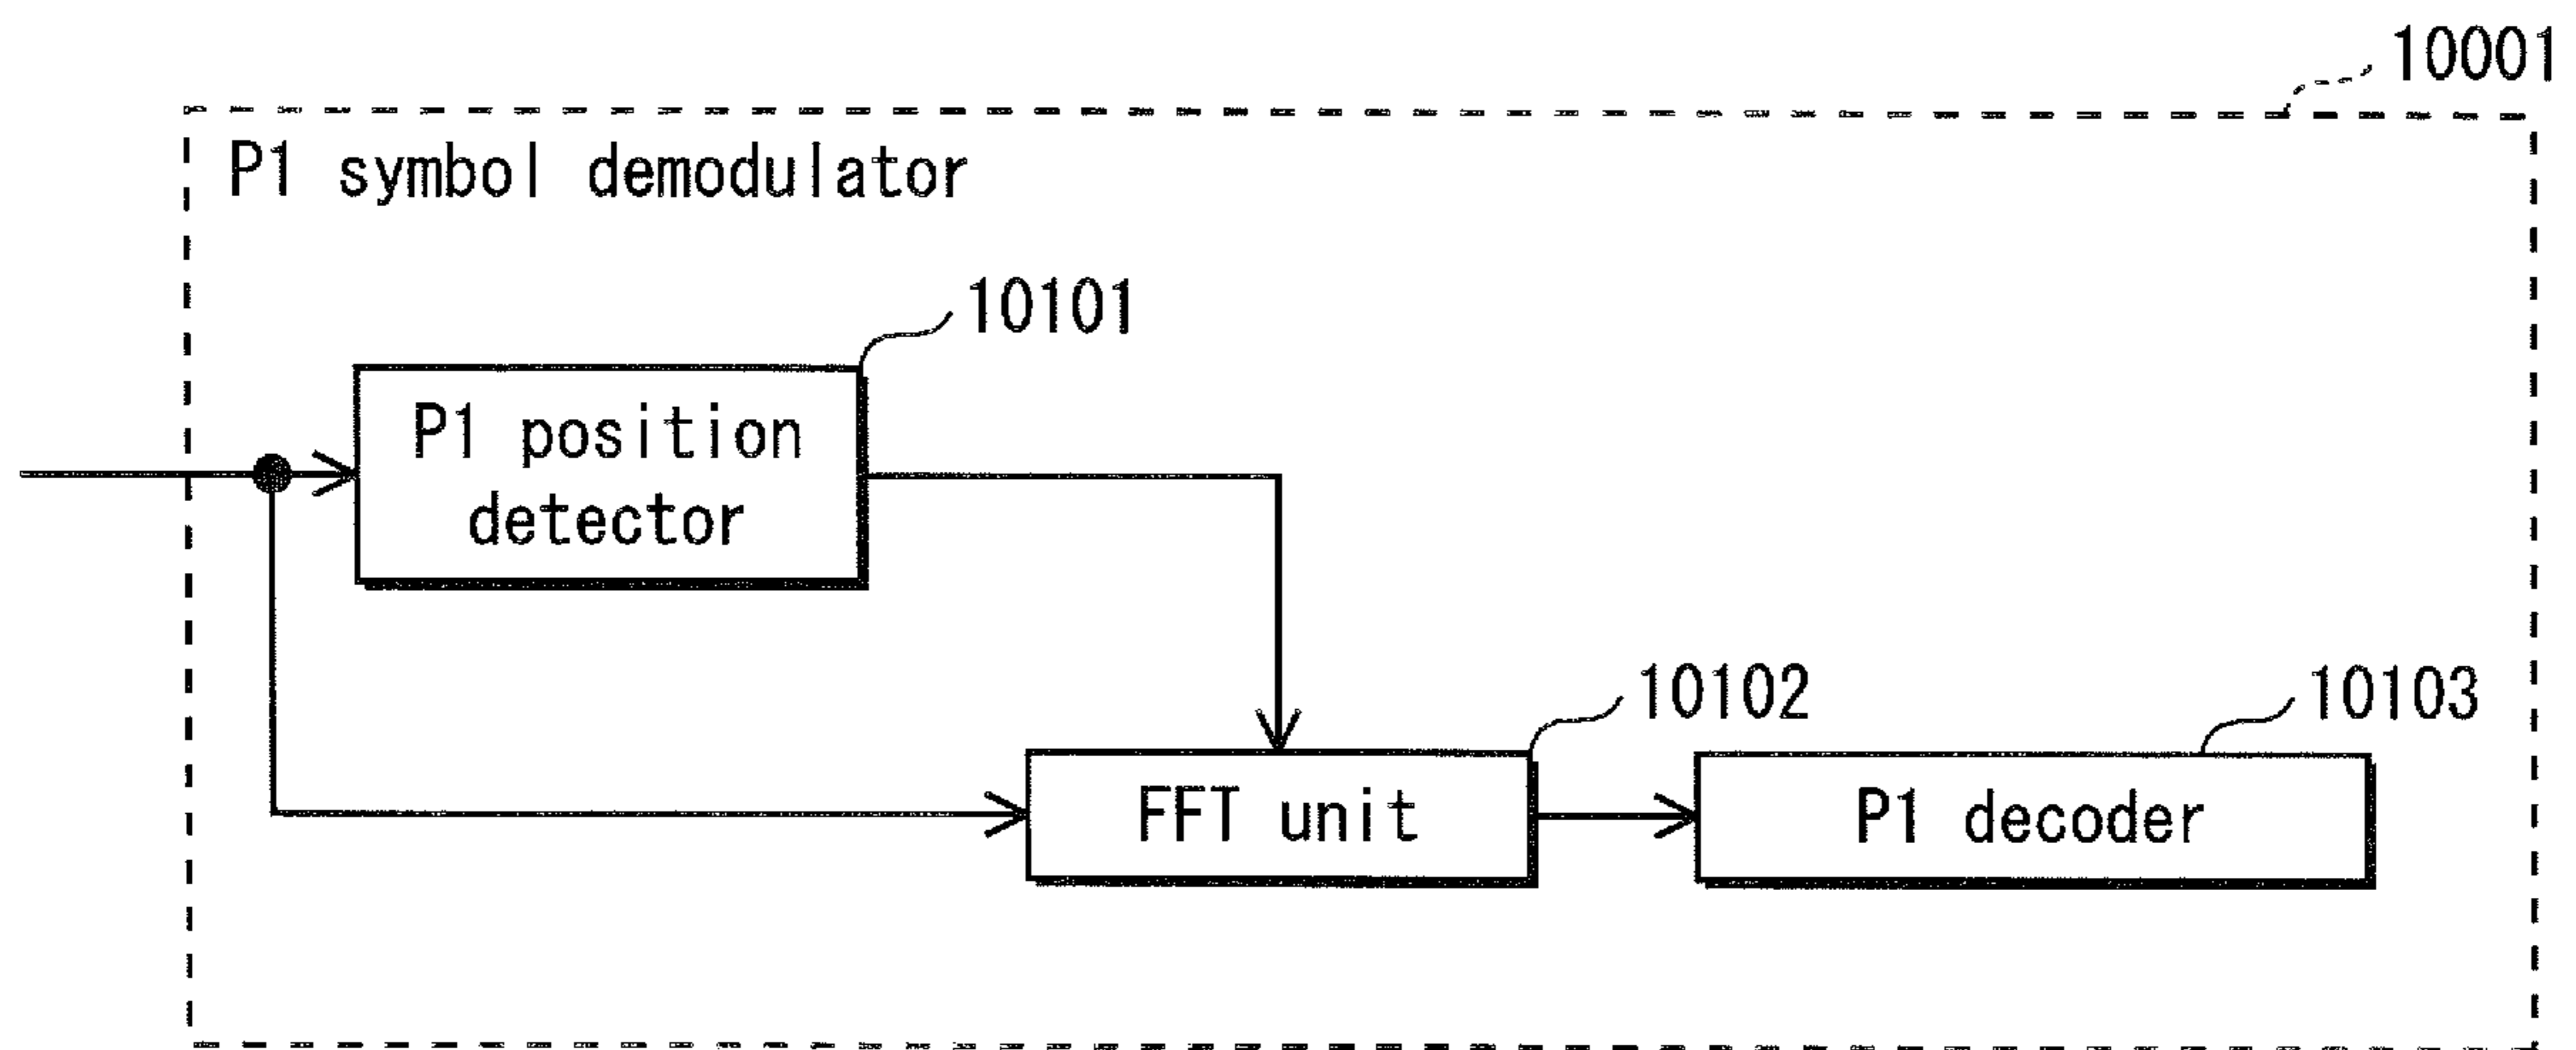 10001
P1 symbol demodulator
10101
P1 position
detector
10102
10103
FFT unit
P1 decoder